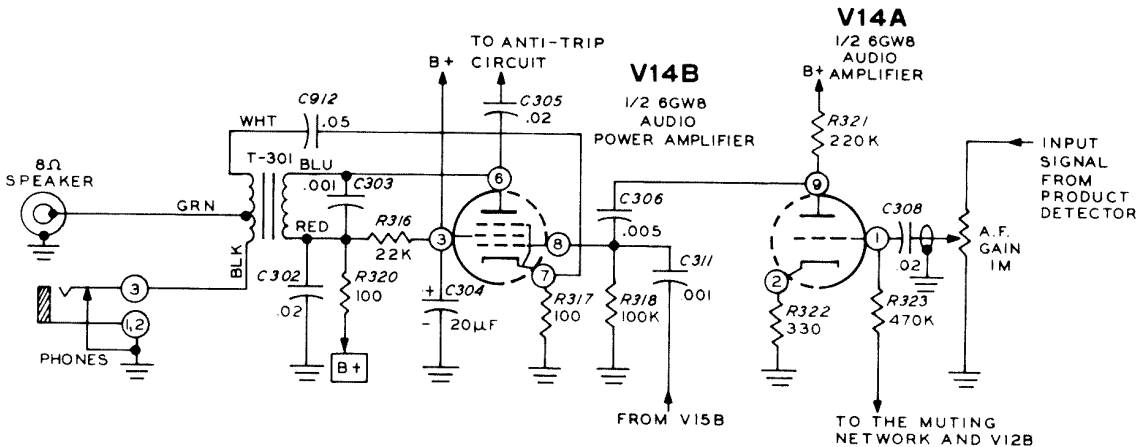 V14A
1/2 6GW8
AUDIO
AMPLIFIER
B+
TO ANTI-TRIP
CIRCUIT
B+
V14B
1/2 6GW8
AUDIO
POWER AMPLIFIER
C912
.05
WHT
C305
.02
R321
220K
INPUT
SIGNAL
FROM
PRODUCT
DETECTOR
8Ω
SPEAKER
T-301
BLU
.001
C303
6
9
GRN
RED
R316
22K
3
8
7
C306
.005
C308
.02
1
2
A.F.
GAIN
1M
BLK
C302
.02
R320
100
C304
+
-
20µF
R317
100
R318
100K
C311
001
R322
330
R323
470K
3
1,2
PHONES
B+
FROM V15B
TO THE MUTING
NETWORK AND V12B